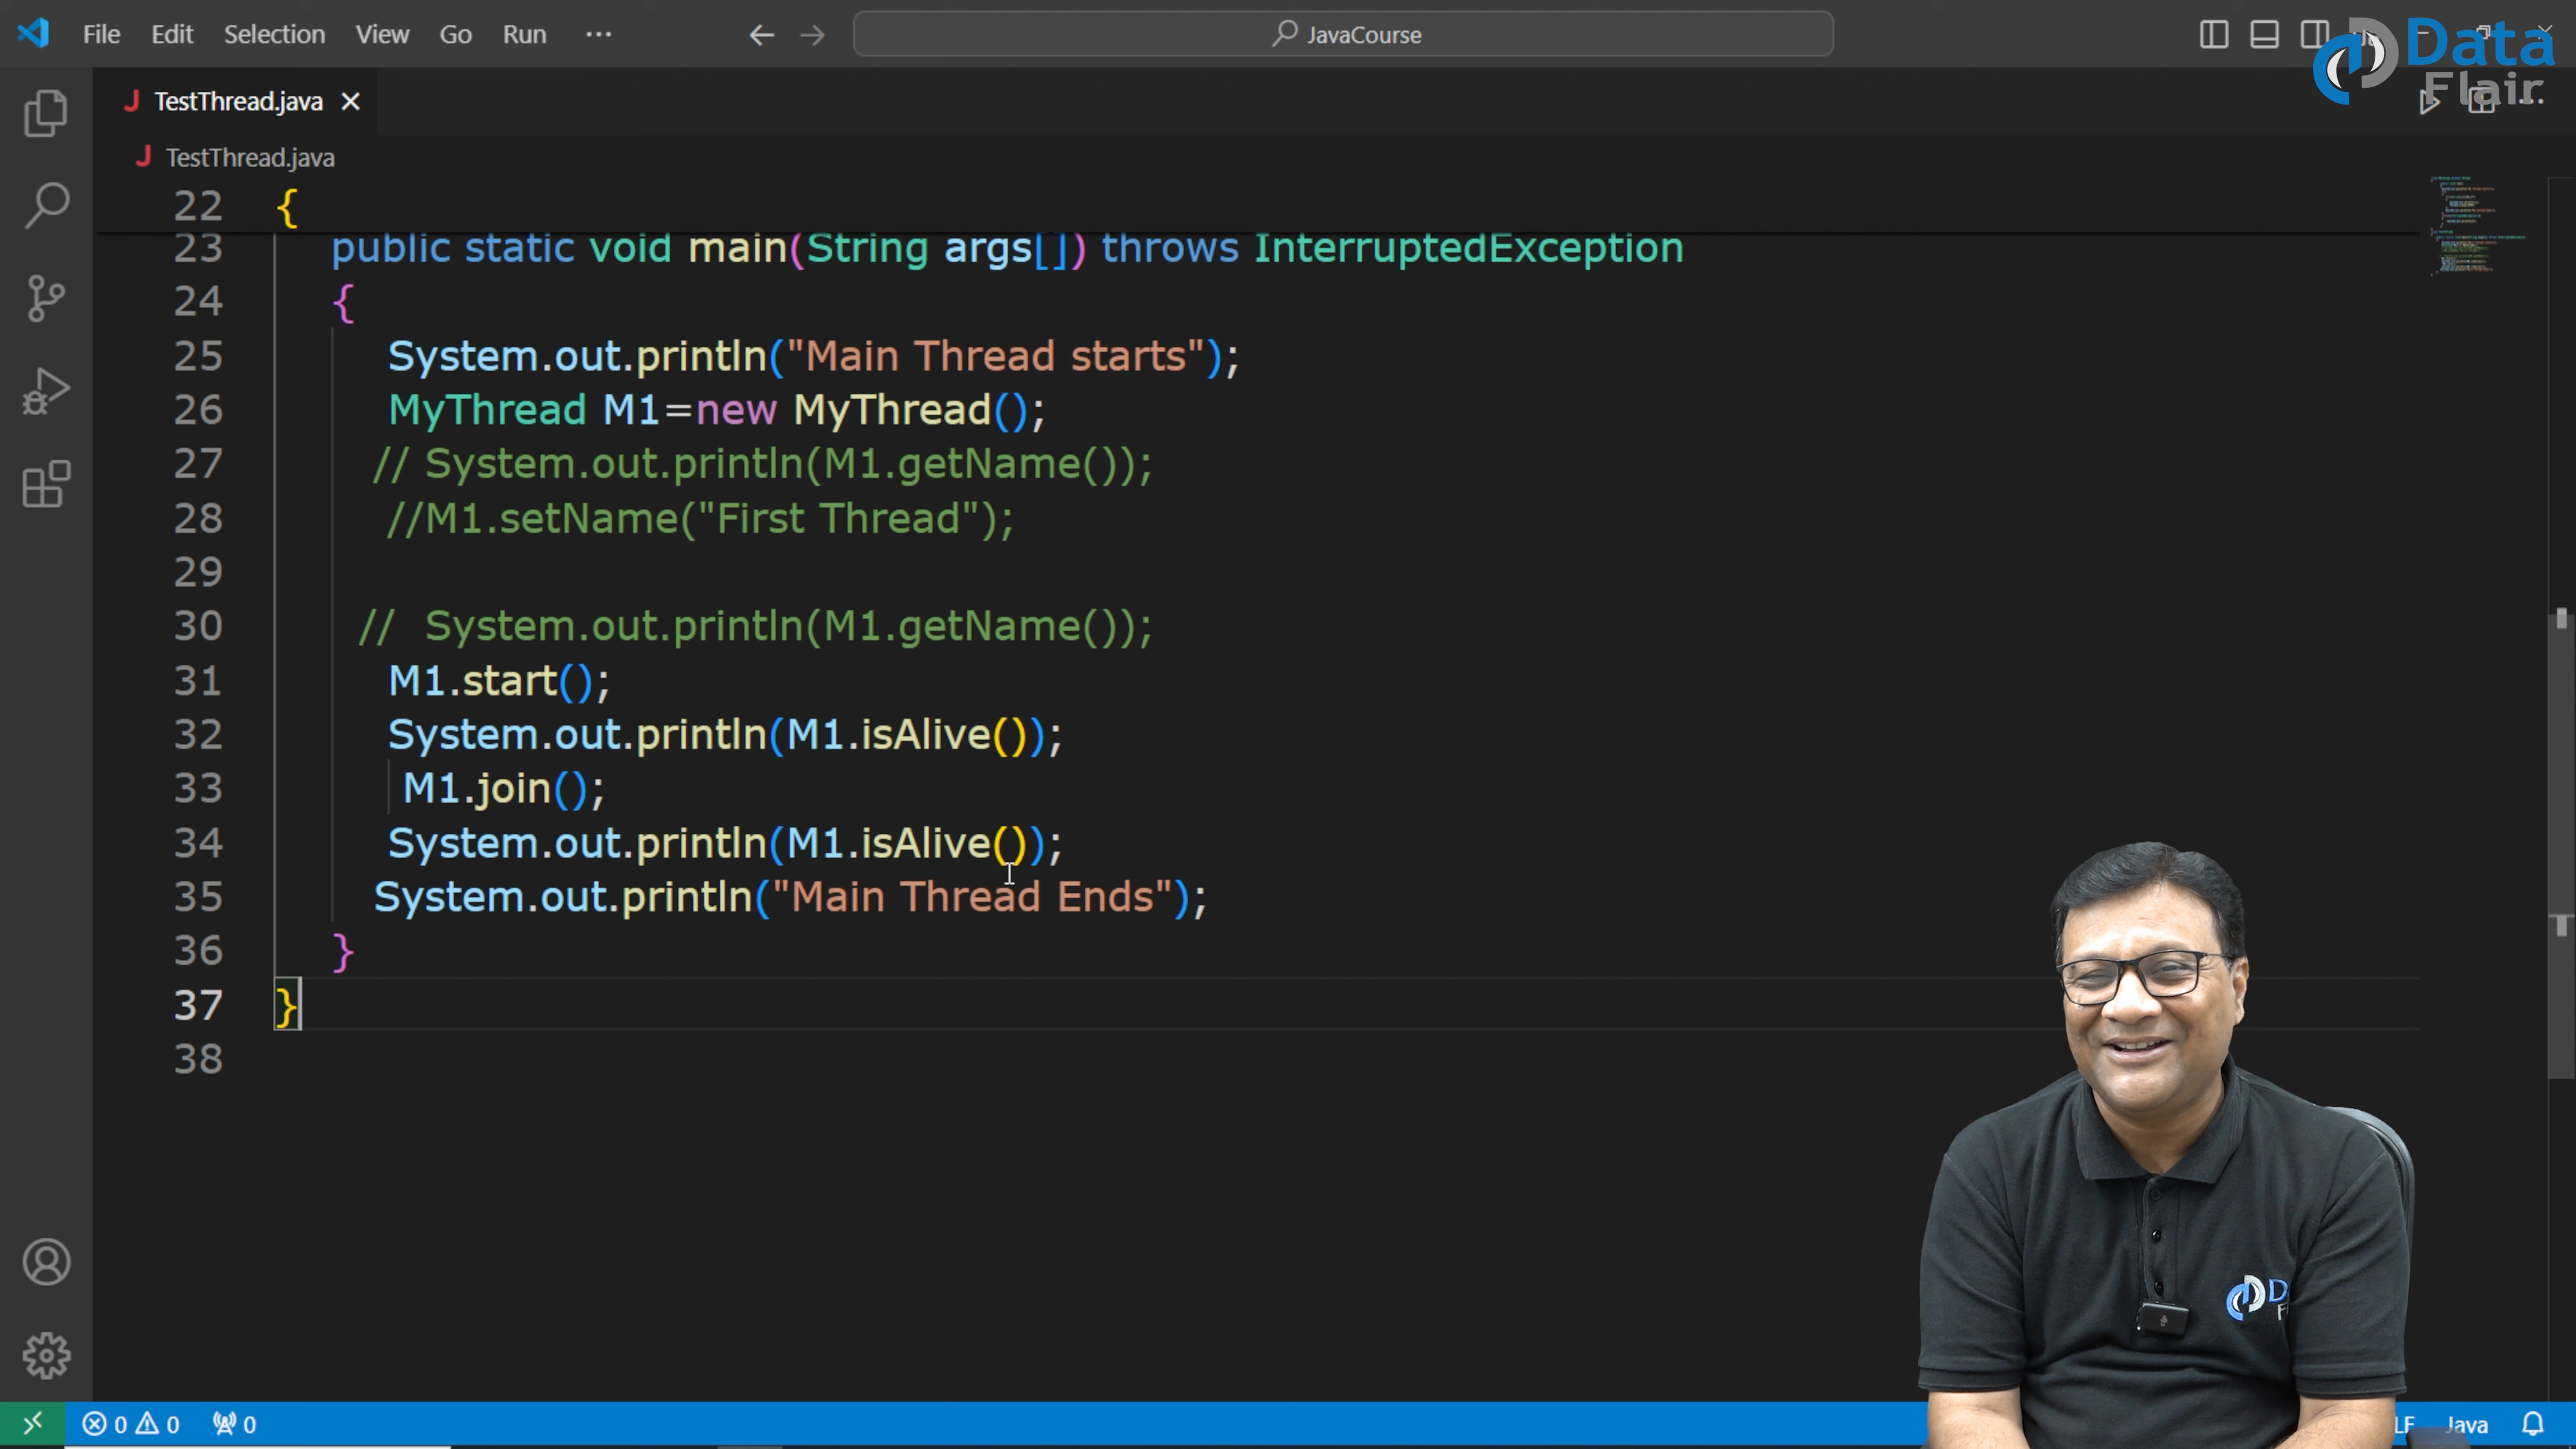 File Edit Selection View Go Run ··· JavaCourse
Data
Flair
TestThread.java
TestThread.java
22 {
23 public static void main(String args[]) throws InterruptedException
24 {
25 System.out.println("Main Thread starts");
26 MyThread M1=new MyThread();
27 // System.out.println(M1.getName());
28 //M1.setName("First Thread");
29
30 // System.out.println(M1.getName());
31 M1.start();
32 System.out.println(M1.isAlive());
33 M1.join();
34 System.out.println(M1.isAlive());
35 System.out.println("Main Thread Ends");
36 }
37 }
38
0 0 0 LF Java